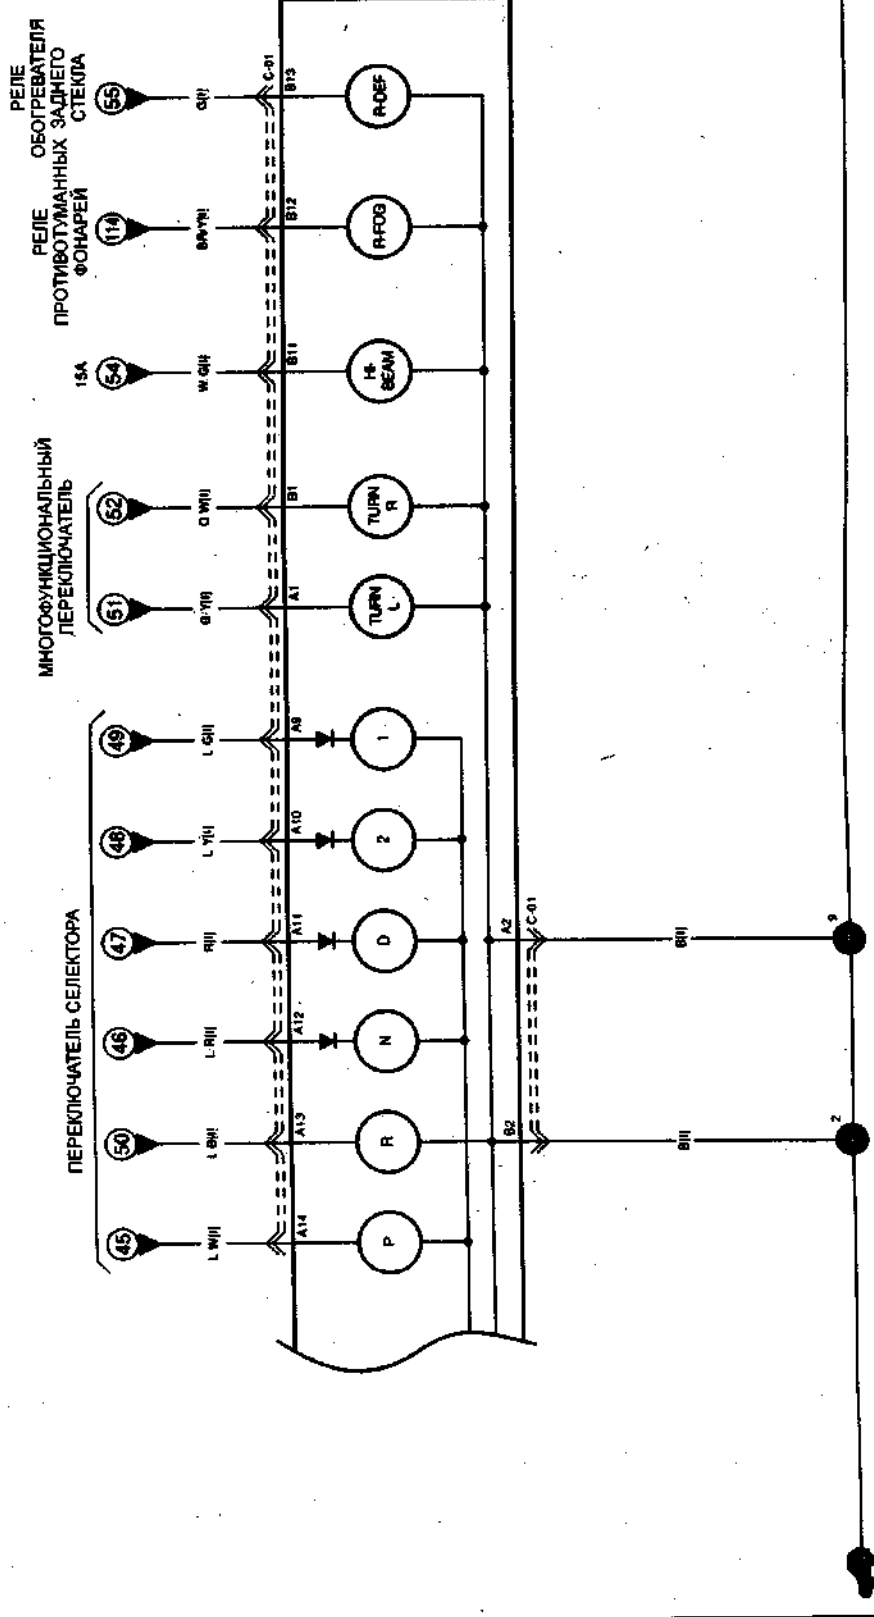 ПЕРЕКЛЮЧАТЕЛЬ СЕЛЕКТОРА
МНОГОФУНКЦИОНАЛЬНЫЙ
ПЕРЕКЛЮЧАТЕЛЬ
15A
РЕЛЕ
ПРОТИВОТУМАННЫХ
ФОНАРЕЙ
РЕЛЕ
ОБОГРЕВАТЕЛЯ
ЗАДНЕГО
СТЕКЛА
45 50 46 47 48 49 51 52 54 114 55
L-R[I] R[I] L Y[I] L G[I] G-Y[I] W G[I] G[I]
C-01
A14 A13 A12 A11 A10 A9 A1 B1 B11 B12 B13
P R N D 2 1
TURN
L
TURN
R
HI-
BEAM
R-FOG
R-DEF
B2 A2
C-01
B[I] B[I]
2 9